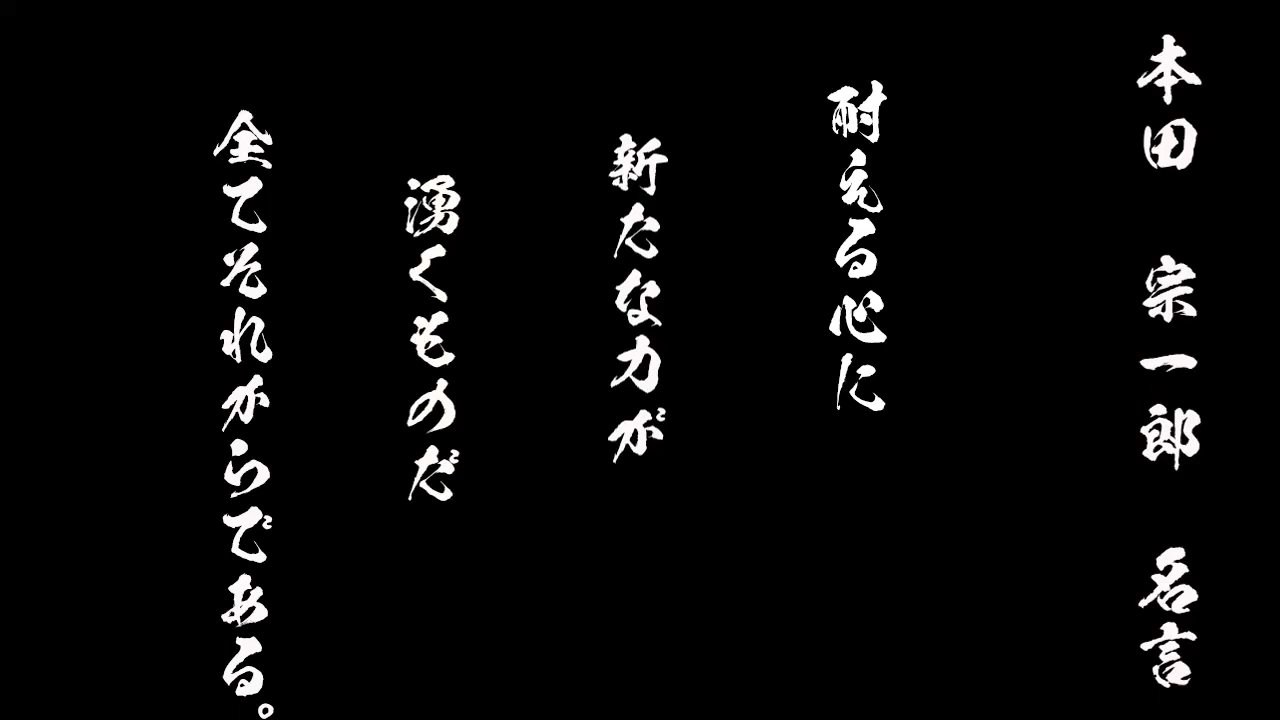 本田 宗一郎 名言
耐える心に
新たな力が
湧くものだ
全てそれからである。